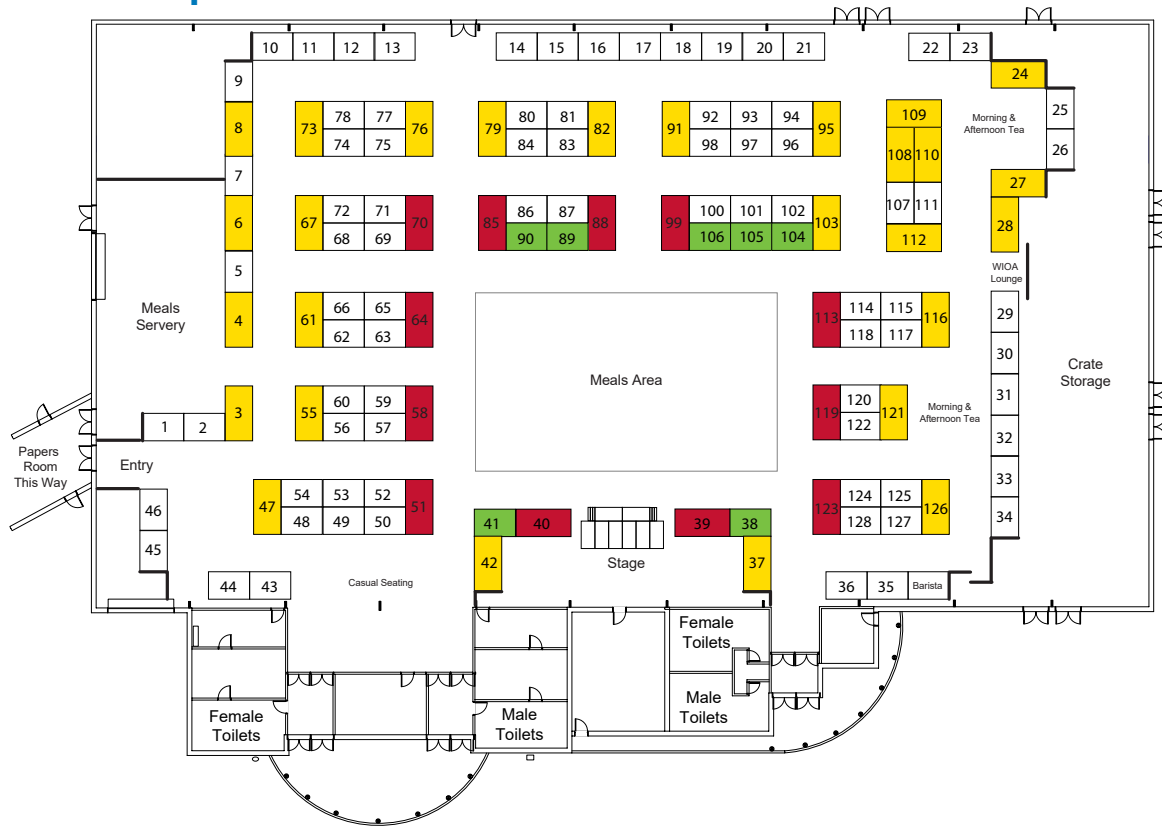 10 11 12 13 14 15 16 17 18 19 20 21 22 23
9 24
8 73 78 77 76 79 80 81 82 91 92 93 94 95 109 Morning & 25
74 75 84 83 98 97 96 Afternoon Tea
7 108 110 26
6 67 72 71 70 85 86 87 88 99 100 101 102 103 107 111 27
68 69 90 89 106 105 104 112 28
5 WIOA
Lounge
Meals
Servery
4 61 66 65 64 113 114 115 116 29
62 63 118 117 30
Meals Area
Crate
Storage
31
3 55 60 59 58 119 120 121 Morning &
Afternoon Tea
1 2 56 57 122 32
Papers
Room
This Way
Entry
33
46 47 54 53 52 51 123 124 125 126 34
48 49 50 128 127
45 41 40 39 38
42 Stage 37
44 43 Casual Seating 36 35 Barista
Female
Toilets
Male
Toilets
Female
Toilets
Male
Toilets